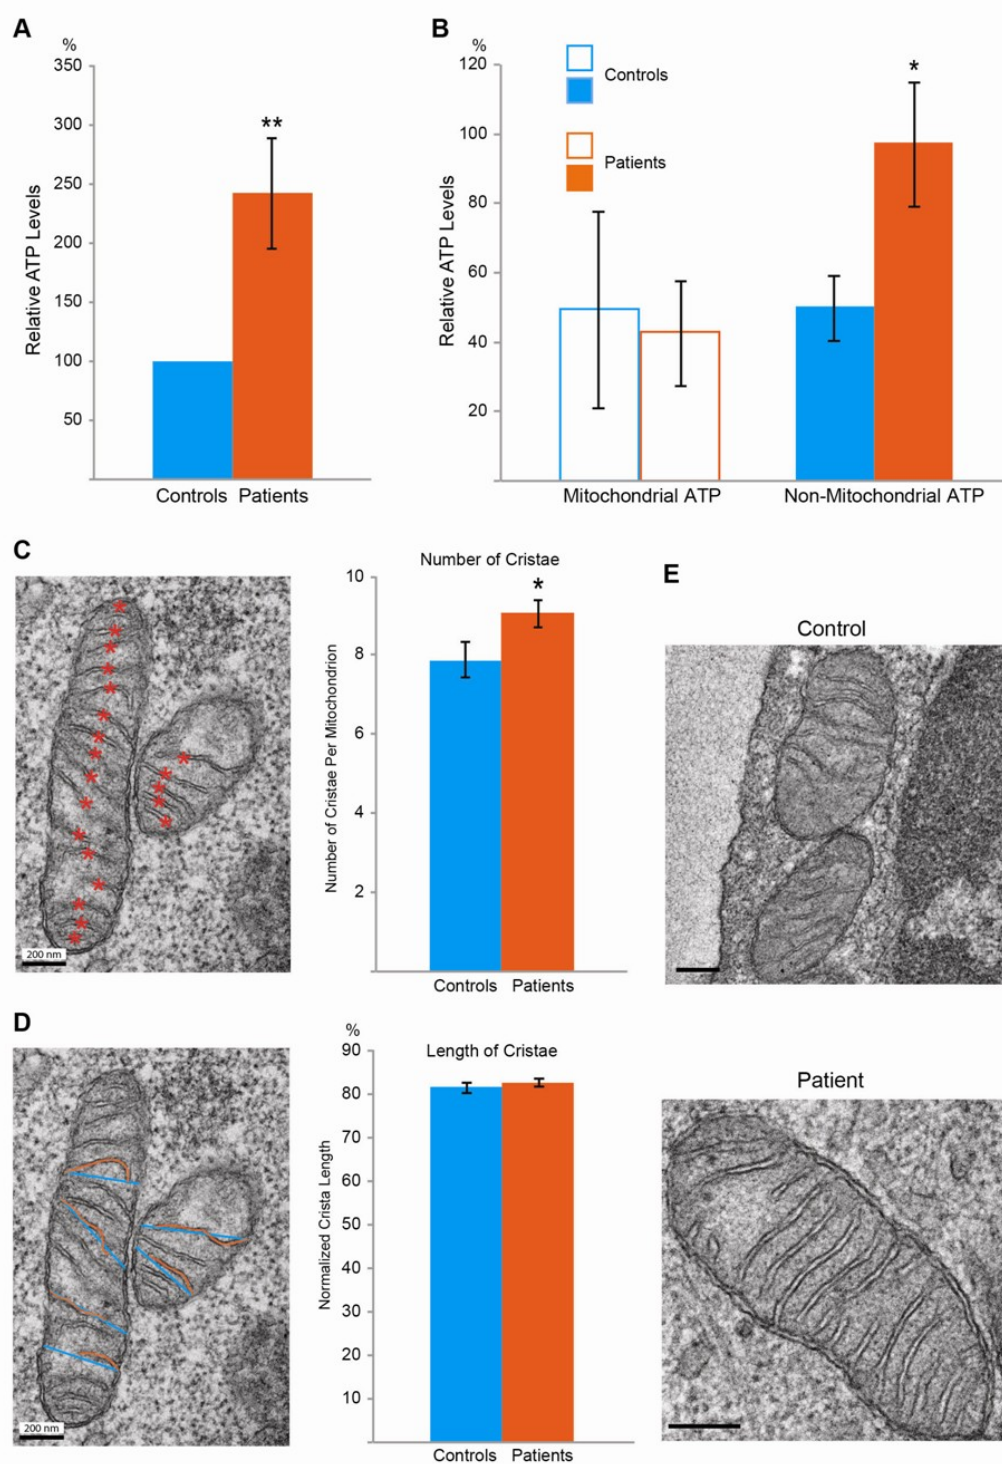 A
%
350
300
250
200
150
100
50
Relative ATP Levels
**
Controls Patients
B
%
120
100
80
60
40
20
Relative ATP Levels
Controls
Patients
*
Mitochondrial ATP
Non-Mitochondrial ATP
C
200 nm
Number of Cristae
10
8
6
4
2
Number of Cristae Per Mitochondrion
*
Controls Patients
E
Control
D
200 nm
%
Length of Cristae
90
80
70
60
50
40
30
20
10
Normalized Crista Length
Controls Patients
Patient